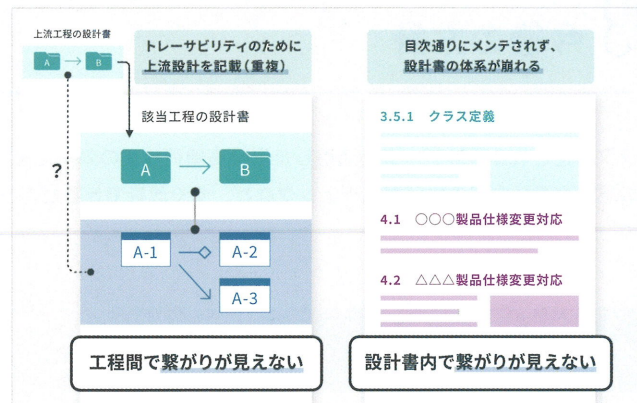 上流工程の設計書
A → B
トレーサビリティのために
上流設計を記載（重複）
該当工程の設計書
A → B
?
A-1
A-2
A-3
工程間で繋がりが見えない
目次通りにメンテされず、
設計書の体系が崩れる
3.5.1 クラス定義
4.1 ○○○製品仕様変更対応
4.2 △△△製品仕様変更対応
設計書内で繋がりが見えない